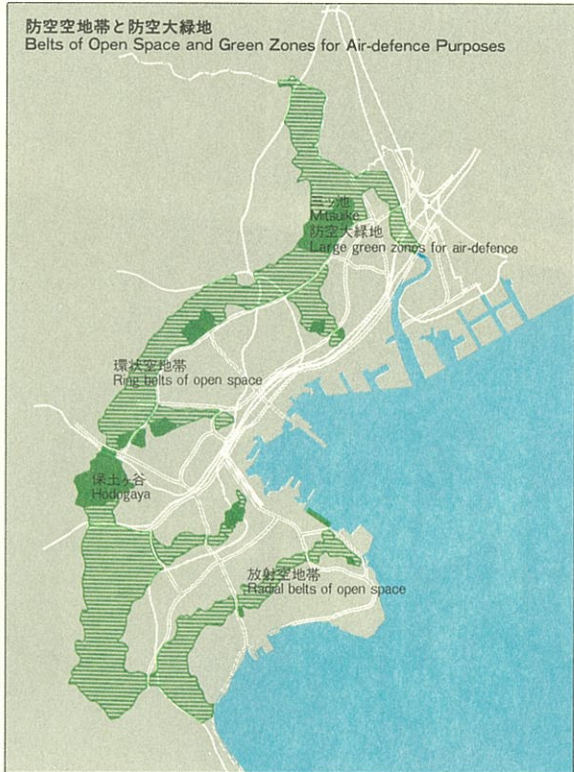 防空空地帯と防空大緑地
Belts of Open Space and Green Zones for Air-defence Purposes
三ッ池
Mitsuike
防空大緑地
Large green zones for air-defence
環状空地帯
Ring belts of open space
保土ヶ谷
Hodogaya
放射空地帯
Radial belts of open space